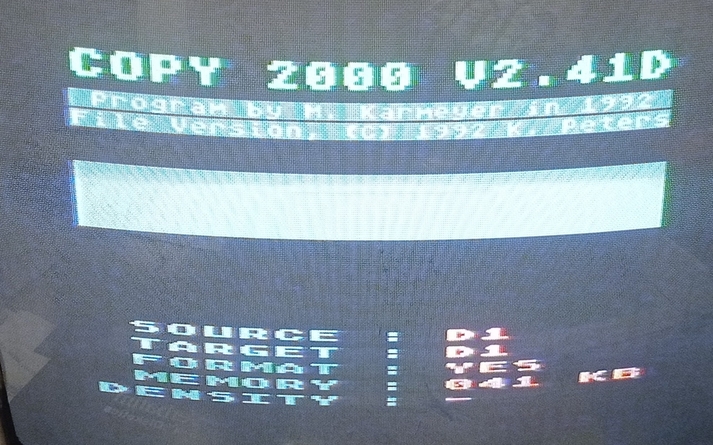 COPY 2000 V2.41D
Program by M. Karmeyer in 1992
File Version, (C) 1992 K. Peters
SOURCE : D1
TARGET : D1
FORMAT : YES
MEMORY : 041 KB
DENSITY : -